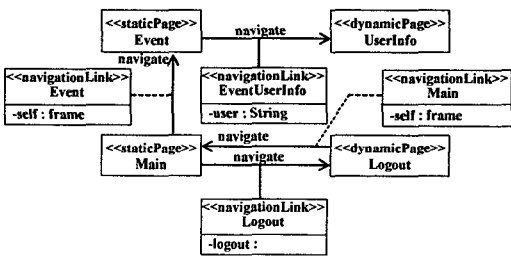 <<staticPage>>
Event
navigate
<<dynamicPage>>
UserInfo
navigate
<<navigationLink>>
Event
-self : frame
<<navigationLink>>
EventUserInfo
-user : String
<<navigationLink>>
Main
-self : frame
<<staticPage>>
Main
navigate
navigate
<<dynamicPage>>
Logout
<<navigationLink>>
Logout
-logout :